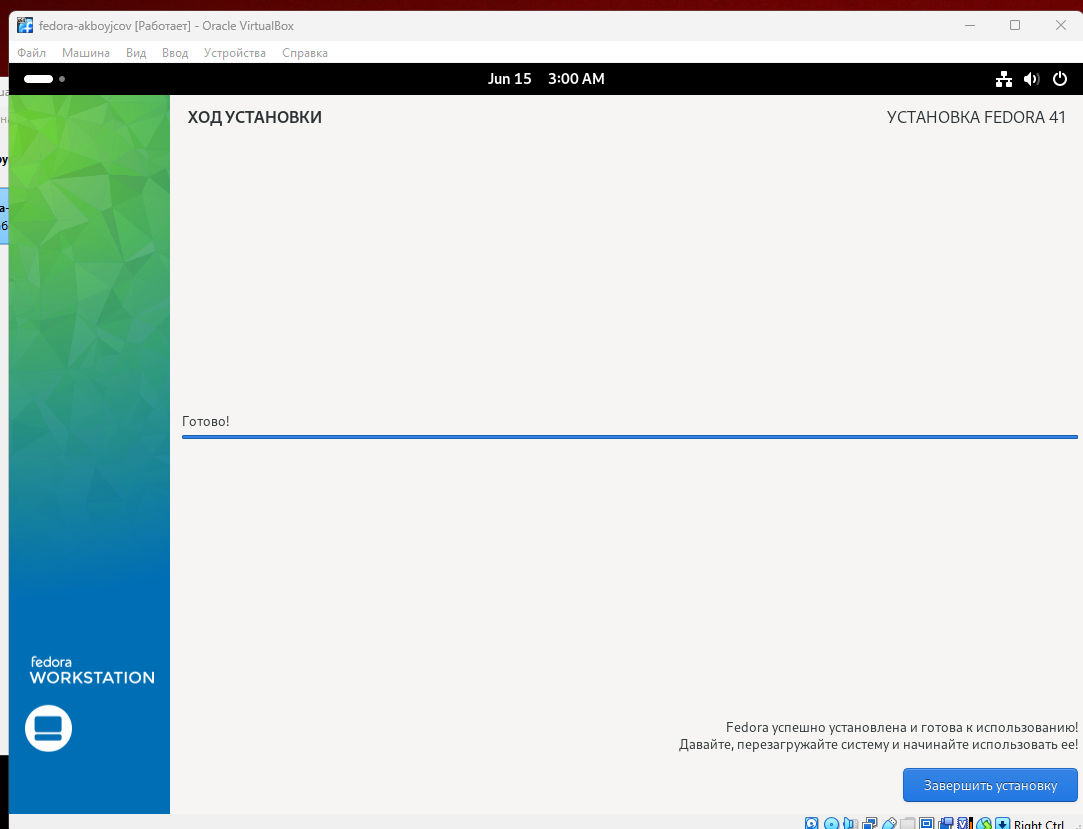 fedora-akboyjcov [Работает] - Oracle VirtualBox
Файл Машина Вид Ввод Устройства Справка
Jun 15 3:00 AM
ХОД УСТАНОВКИ
УСТАНОВКА FEDORA 41
Готово!
fedora
WORKSTATION
Fedora успешно установлена и готова к использованию!
Давайте, перезагружайте систему и начинайте использовать ее!
Завершить установку
Right Ctrl